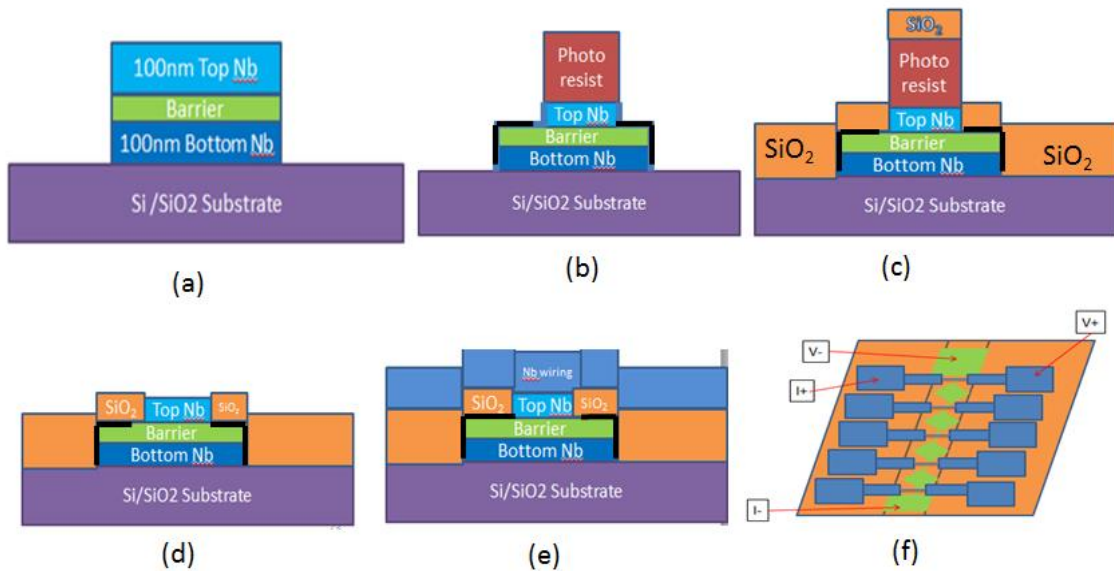 100nm Top Nb
Barrier
100nm Bottom Nb
Si /SiO2 Substrate
(a)
Photo
resist
Top Nb
Barrier
Bottom Nb
Si/SiO2 Substrate
(b)
SiO2
Photo
resist
Top Nb
Barrier
Bottom Nb
SiO2
SiO2
Si/SiO2 Substrate
(c)
SiO2
Top Nb
SiO2
Barrier
Bottom Nb
Si/SiO2 Substrate
(d)
Nb wiring
SiO2
Top Nb
SiO2
Barrier
Bottom Nb
Si/SiO2 Substrate
(e)
V+
V-
I+
I-
(f)